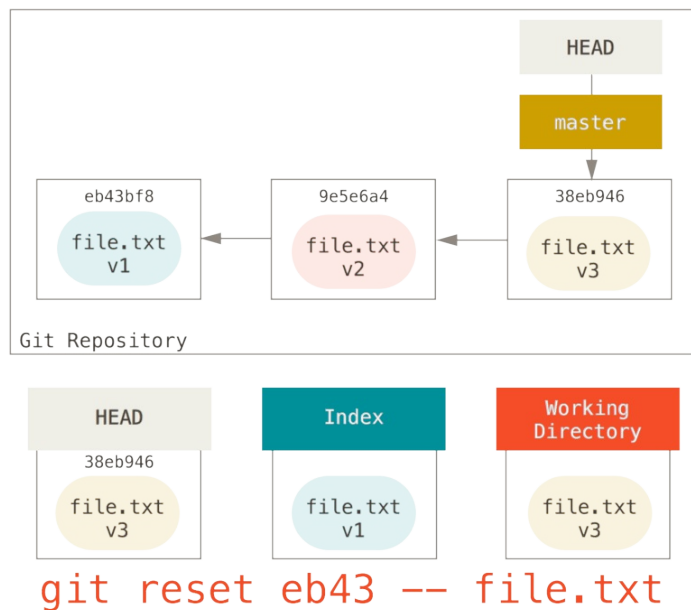 HEAD
master
eb43bf8
9e5e6a4
38eb946
file.txt
v1
file.txt
v2
file.txt
v3
Git Repository
HEAD
Index
Working
Directory
38eb946
file.txt
v3
file.txt
v1
file.txt
v3
git reset eb43 -- file.txt